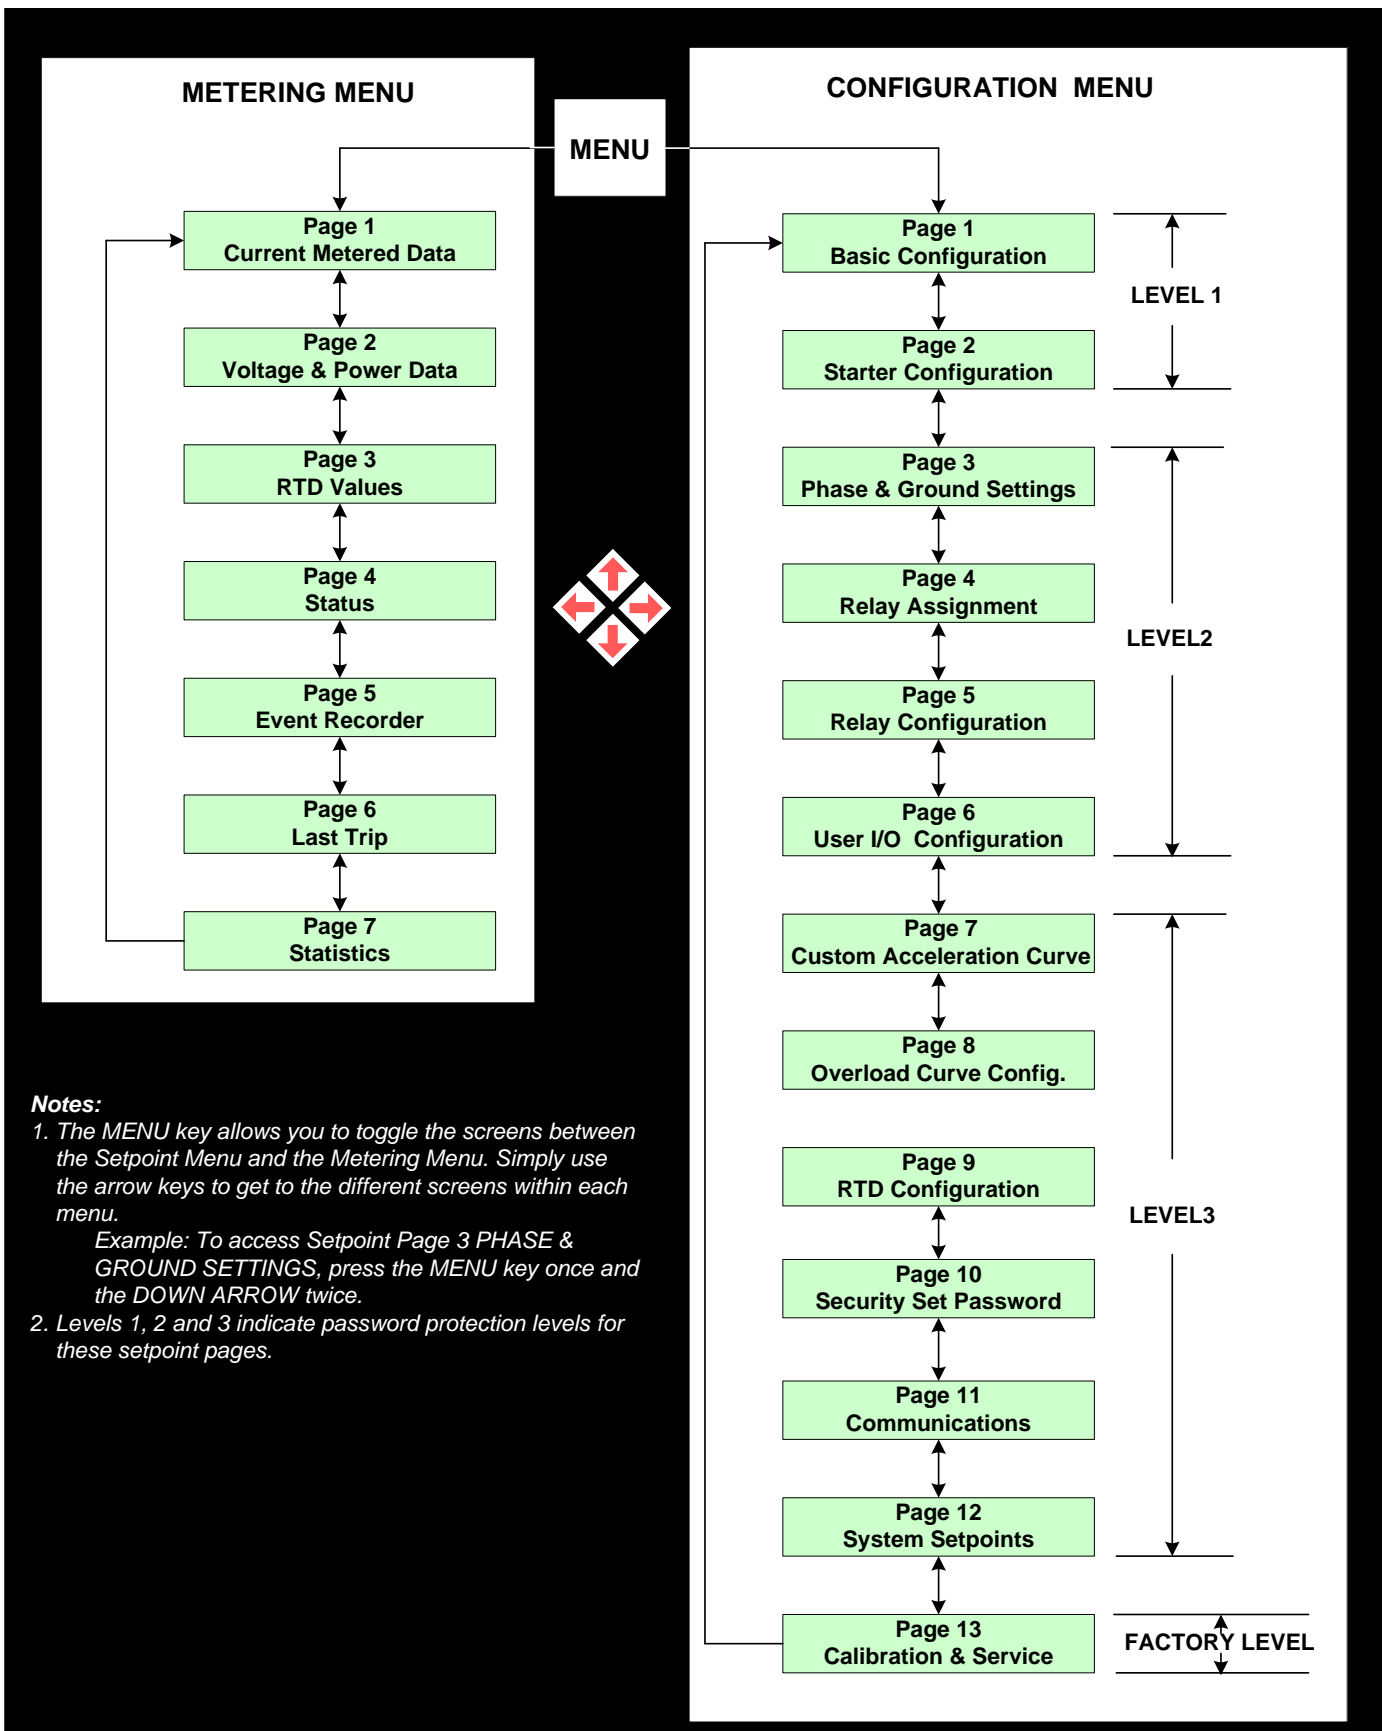 METERING MENU
Page 1
Current Metered Data
Page 2
Voltage & Power Data
Page 3
RTD Values
Page 4
Status
Page 5
Event Recorder
Page 6
Last Trip
Page 7
Statistics
MENU
CONFIGURATION MENU
Page 1
Basic Configuration
Page 2
Starter Configuration
LEVEL 1
Page 3
Phase & Ground Settings
Page 4
Relay Assignment
Page 5
Relay Configuration
Page 6
User I/O Configuration
LEVEL2
Page 7
Custom Acceleration Curve
Page 8
Overload Curve Config.
Page 9
RTD Configuration
Page 10
Security Set Password
Page 11
Communications
Page 12
System Setpoints
LEVEL3
Page 13
Calibration & Service
FACTORY LEVEL
Notes:
1. The MENU key allows you to toggle the screens between
the Setpoint Menu and the Metering Menu. Simply use
the arrow keys to get to the different screens within each
menu.
Example: To access Setpoint Page 3 PHASE &
GROUND SETTINGS, press the MENU key once and
the DOWN ARROW twice.
2. Levels 1, 2 and 3 indicate password protection levels for
these setpoint pages.